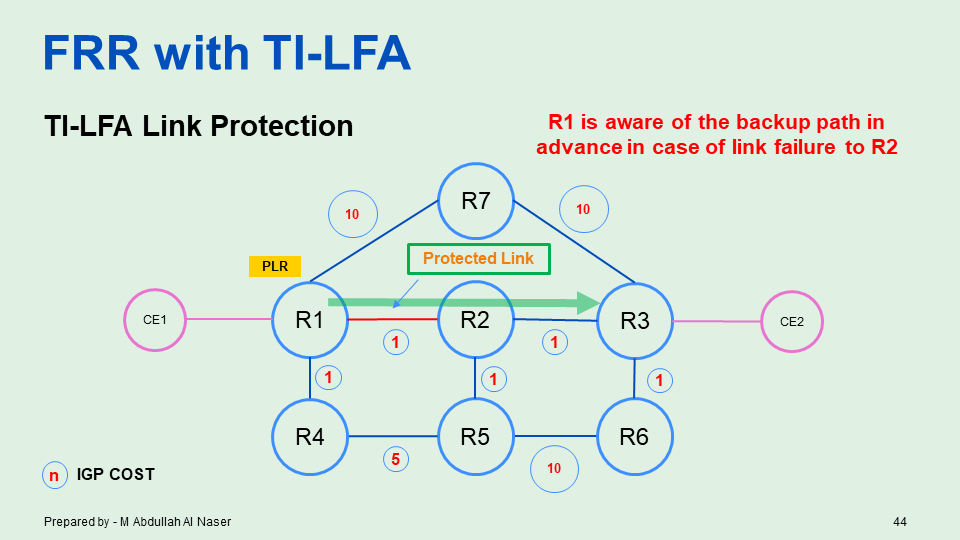 FRR with TI-LFA
TI-LFA Link Protection
R1 is aware of the backup path in
advance in case of link failure to R2
R7
10
10
Protected Link
PLR
CE1
R1
R2
R3
CE2
1
1
1
1
1
R4
R5
R6
5
10
n
IGP COST
Prepared by - M Abdullah Al Naser
44